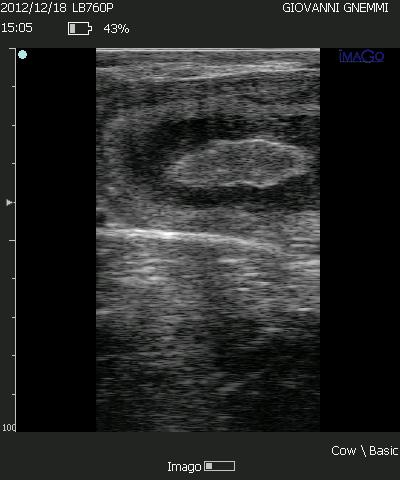 2012/12/18 LB760P GIOVANNI GNEMMI
15:05 43%
iMAGO
100
Cow \ Basic
Imago